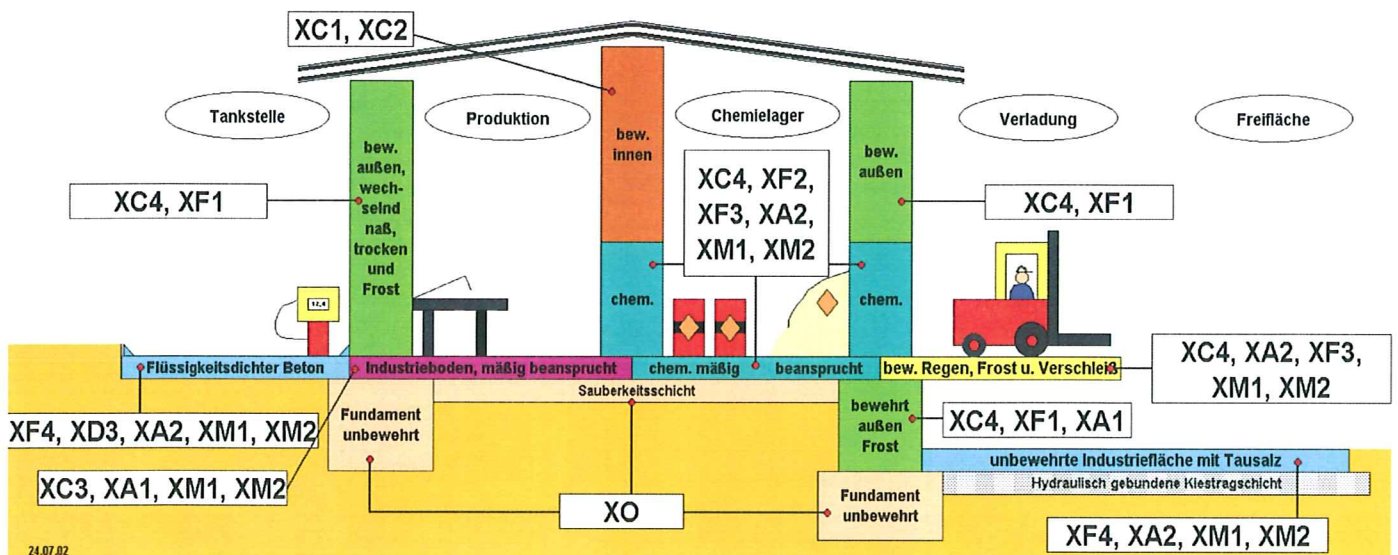 XC1, XC2
Tankstelle
Produktion
Chemielager
Verladung
Freifläche
bew.
außen,
wech-
selnd
naß,
trocken
und
Frost
bew.
innen
bew.
außen
XC4, XF1
XC4, XF2,
XF3, XA2,
XM1, XM2
XC4, XF1
chem.
chem.
12,4
Flüssigkeitsdichter Beton
Industrieboden, mäßig beansprucht
chem. mäßig
beansprucht
bew. Regen, Frost u. Verschleiß
XC4, XA2, XF3,
XM1, XM2
Sauberkeitsschicht
Fundament
unbewehrt
bewehrt
außen
Frost
XC4, XF1, XA1
XF4, XD3, XA2, XM1, XM2
unbewehrte Industriefläche mit Tausalz
XC3, XA1, XM1, XM2
Hydraulisch gebundene Kiestragschicht
Fundament
unbewehrt
XO
XF4, XA2, XM1, XM2
24.07.02